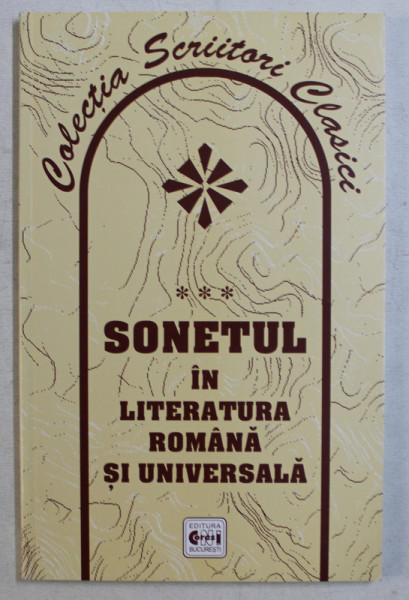 Colecția Scriitori Clasici
* * *
SONETUL
ÎN
LITERATURA
ROMÂNĂ
ȘI UNIVERSALĂ
EDITURA
Coresi
BUCUREȘTI